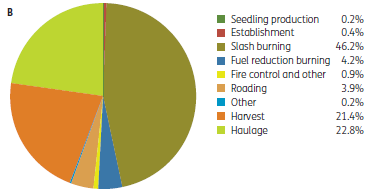 B
Seedling production 0.2%
Establishment 0.4%
Slash burning 46.2%
Fuel reduction burning 4.2%
Fire control and other 0.9%
Roading 3.9%
Other 0.2%
Harvest 21.4%
Haulage 22.8%